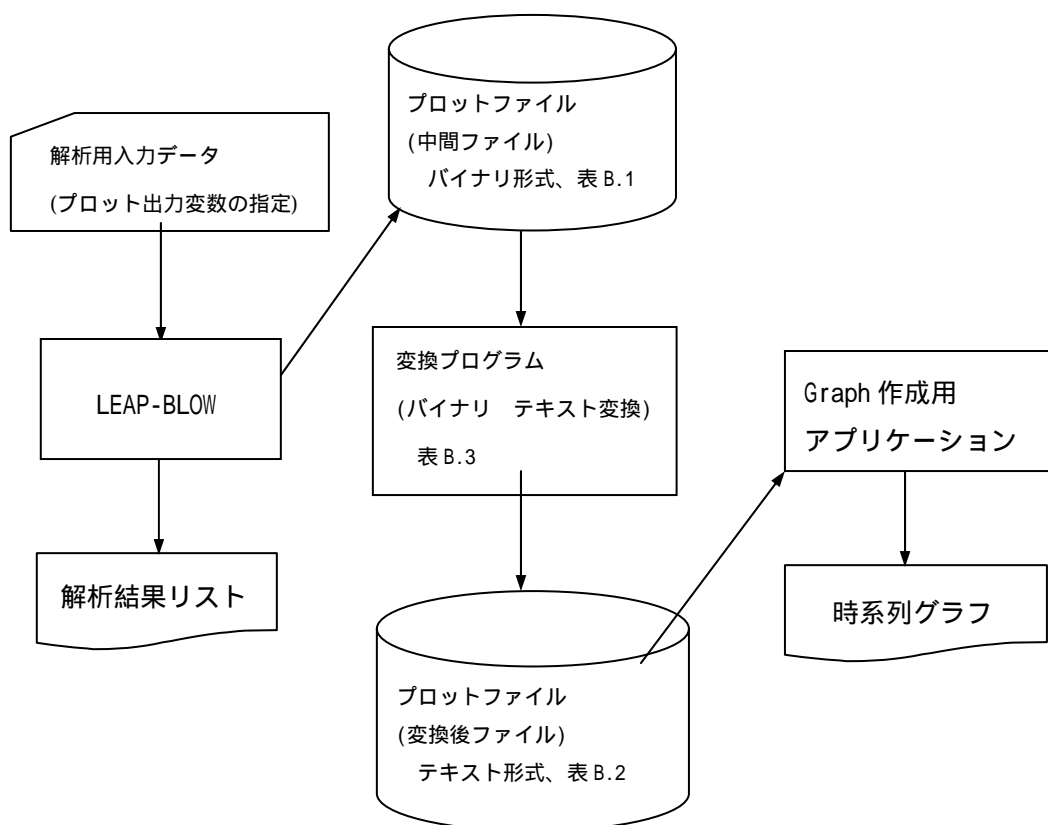 プロットファイル
(中間ファイル)
バイナリ形式、表 B.1
解析用入力データ
(プロット出力変数の指定)
LEAP-BLOW
変換プログラム
(バイナリ　テキスト変換)
表 B.3
Graph 作成用
アプリケーション
解析結果リスト
時系列グラフ
プロットファイル
(変換後ファイル)
テキスト形式、表 B.2